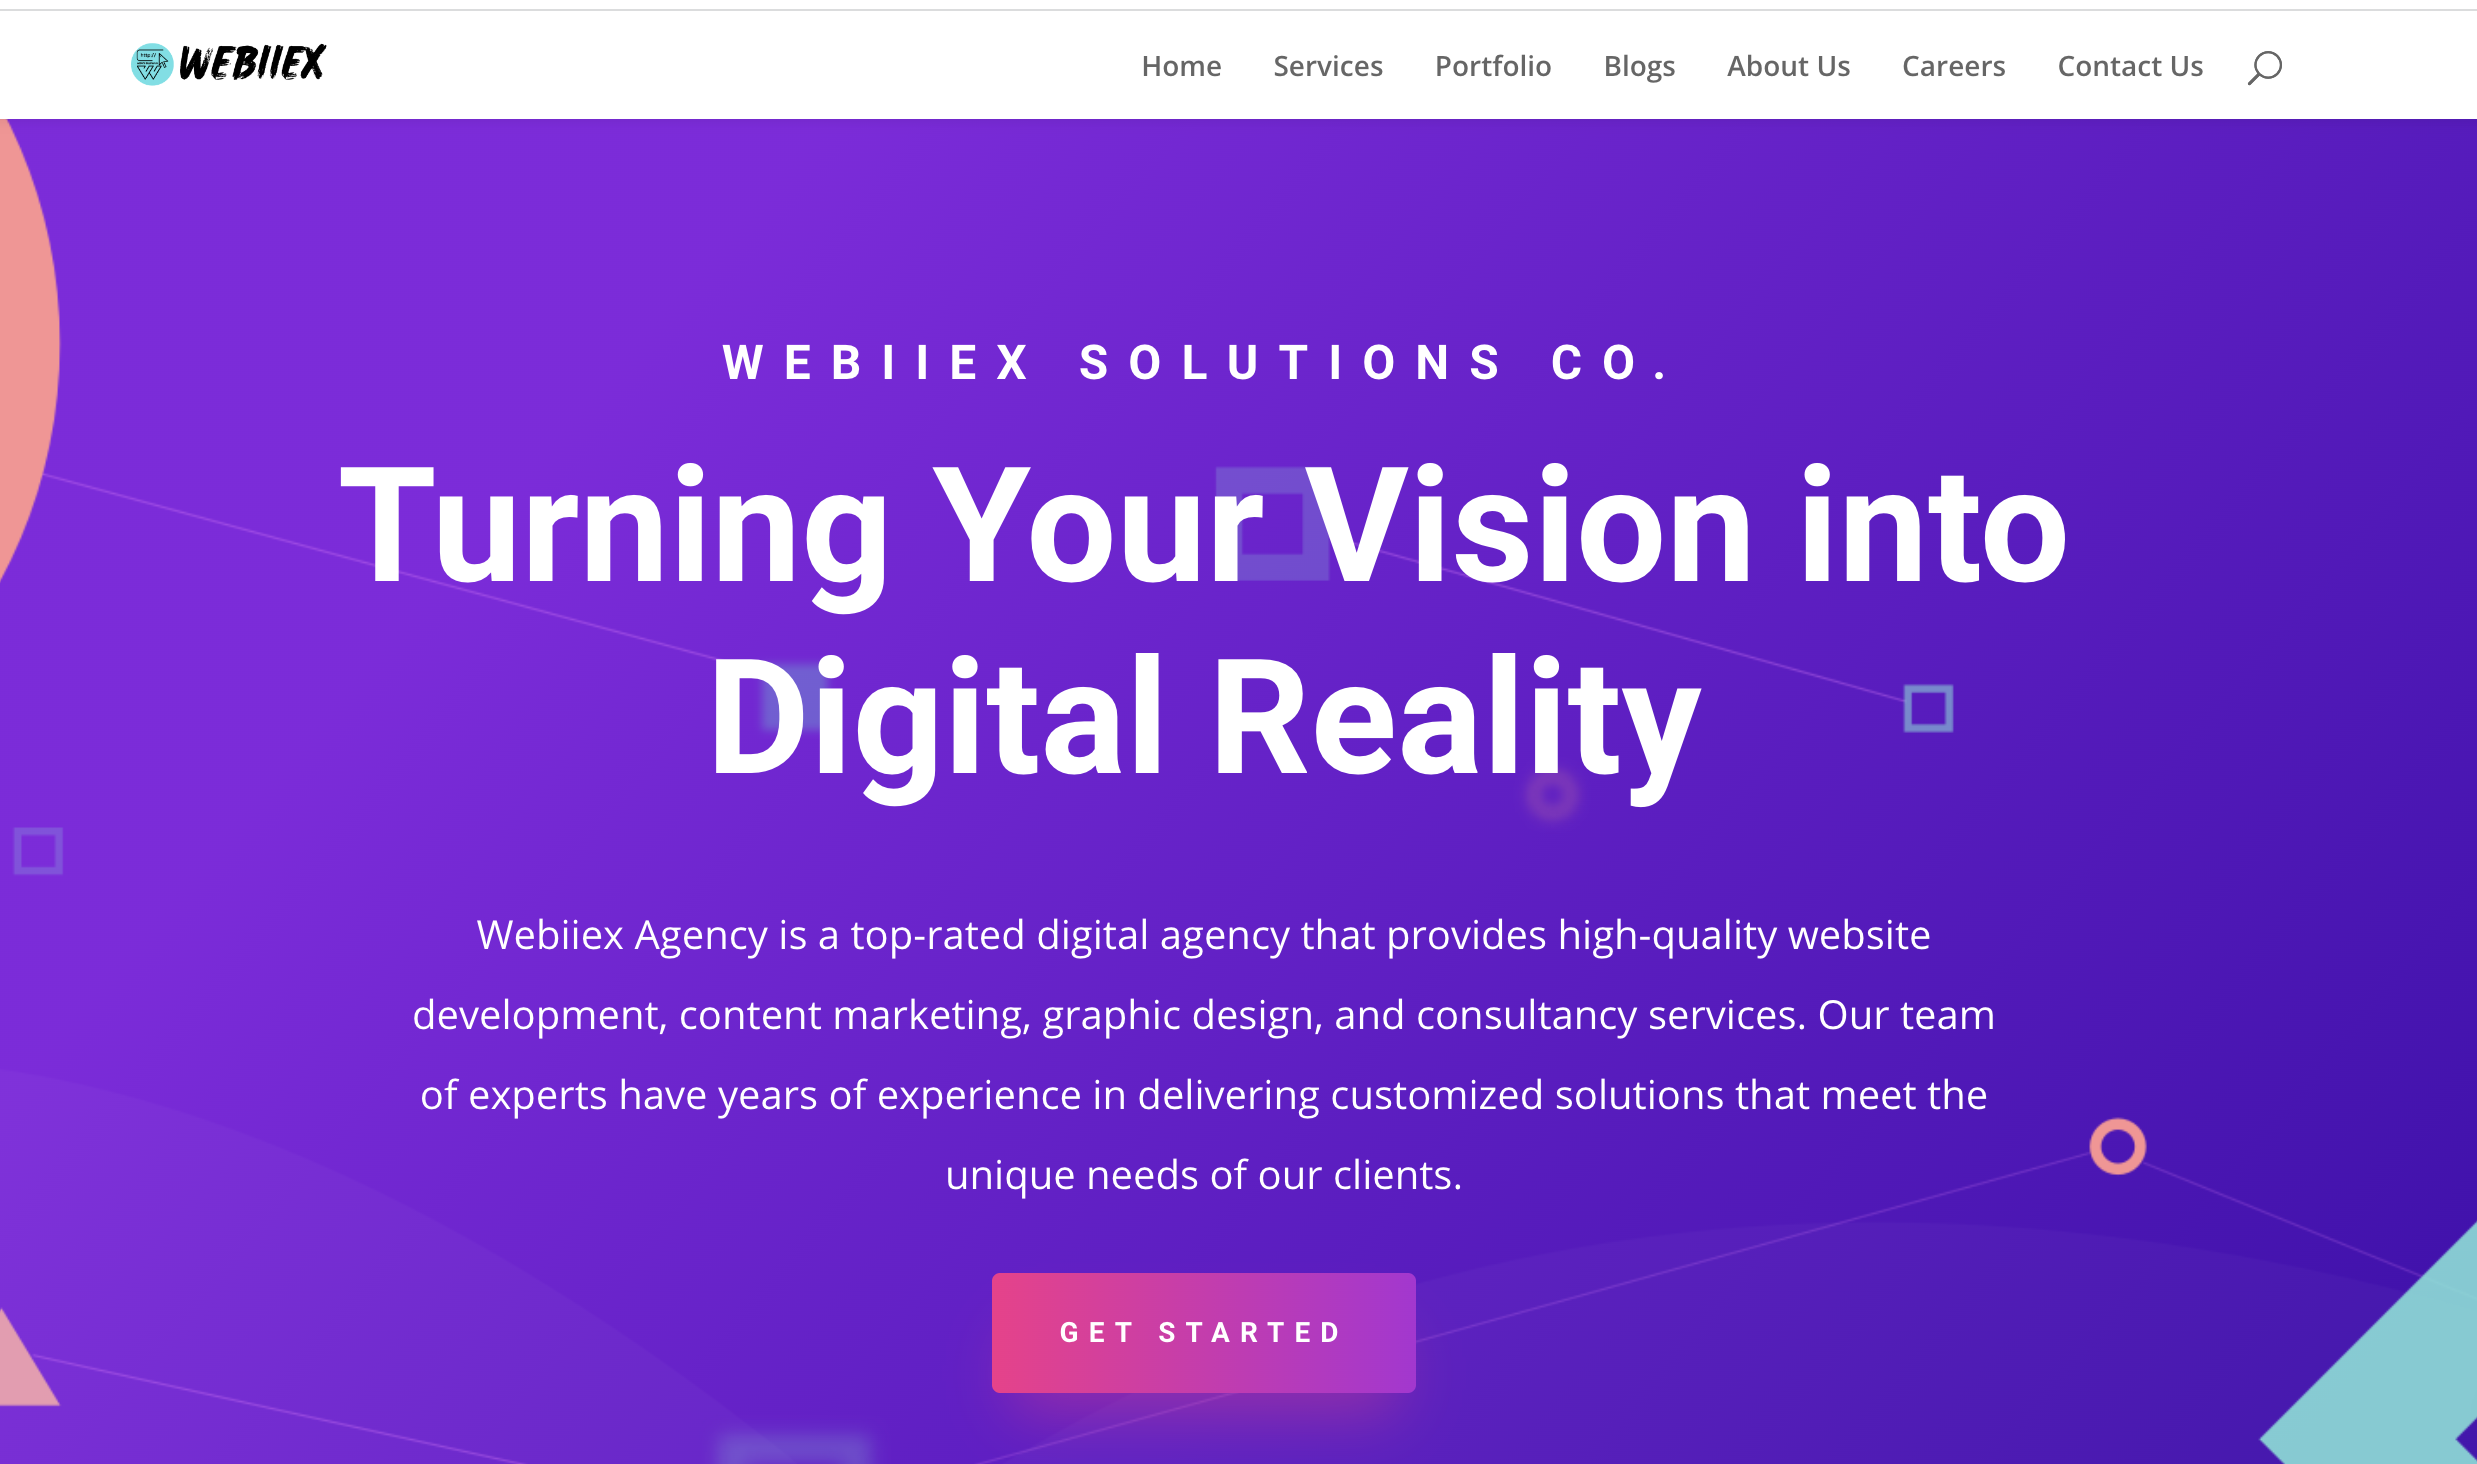 WEBIIEX
Home Services Portfolio Blogs About Us Careers Contact Us
WEBIIEX SOLUTIONS CO.
Turning Your Vision into
Digital Reality
Webiiex Agency is a top-rated digital agency that provides high-quality website
development, content marketing, graphic design, and consultancy services. Our team
of experts have years of experience in delivering customized solutions that meet the
unique needs of our clients.
GET STARTED